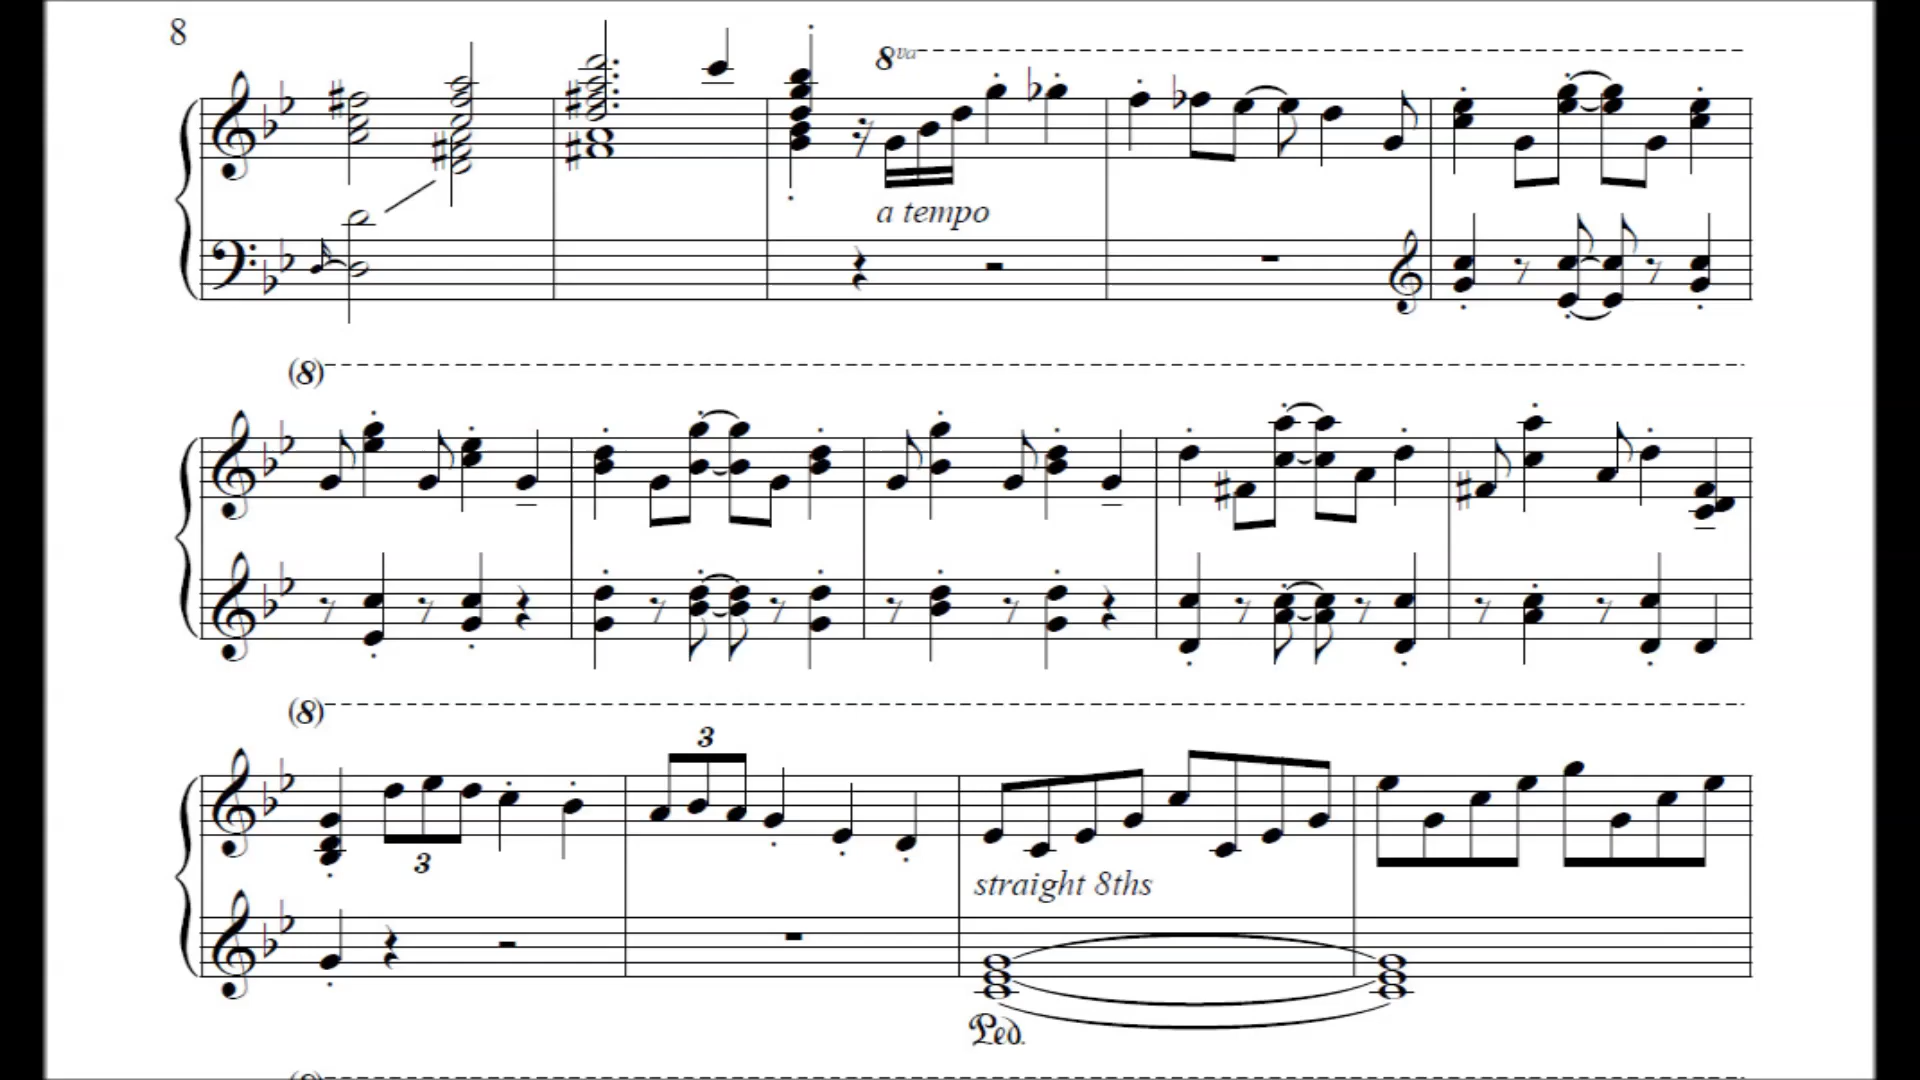 8
8va
a tempo
(8)
(8)
3
3
straight 8ths
Ped.